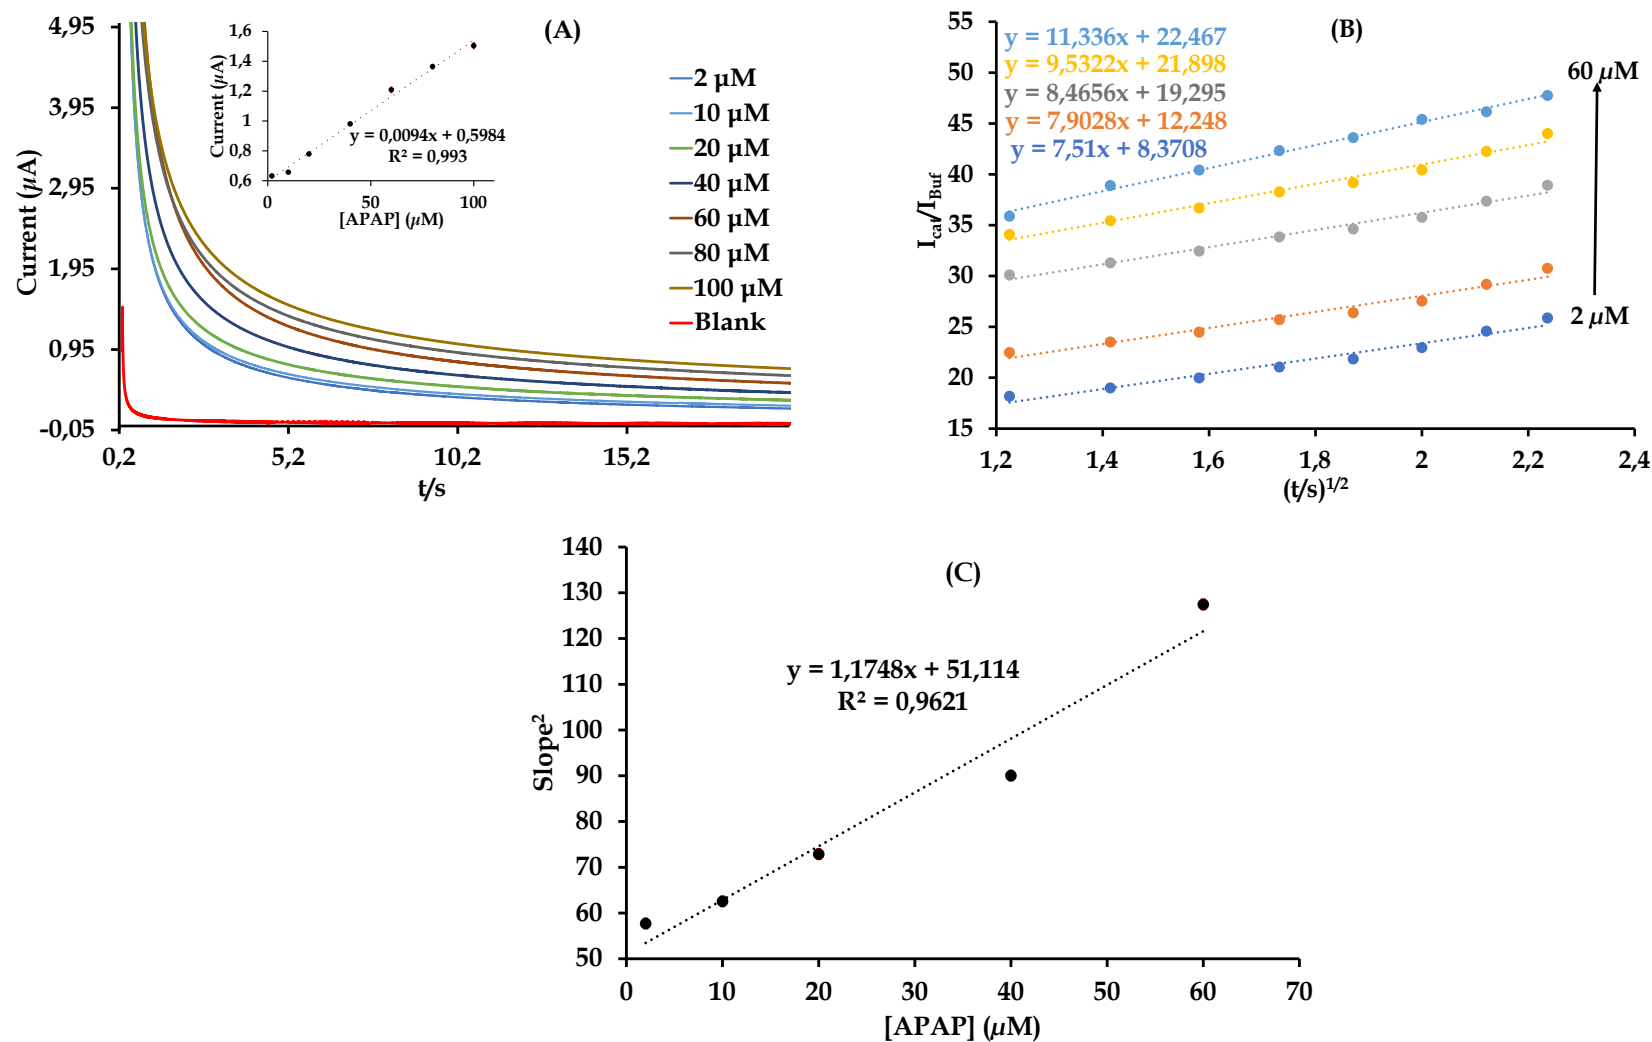 (A)
4,95
3,95
2,95
1,95
0,95
-0,05
Current (µA)
0,2
5,2
10,2
15,2
t/s
1,6
1,4
1,2
1
0,8
0,6
Current (µA)
y = 0,0094x + 0,5984
R² = 0,993
0
50
100
[APAP] (µM)
2 µM
10 µM
20 µM
40 µM
60 µM
80 µM
100 µM
Blank
(B)
55
50
45
40
35
30
25
20
15
I_cat/I_Buf
y = 11,336x + 22,467
y = 9,5322x + 21,898
y = 8,4656x + 19,295
y = 7,9028x + 12,248
y = 7,51x + 8,3708
60 µM
2 µM
1,2
1,4
1,6
1,8
2
2,2
2,4
(t/s)^1/2
(C)
140
130
120
110
100
90
80
70
60
50
Slope²
y = 1,1748x + 51,114
R² = 0,9621
0
10
20
30
40
50
60
70
[APAP] (µM)